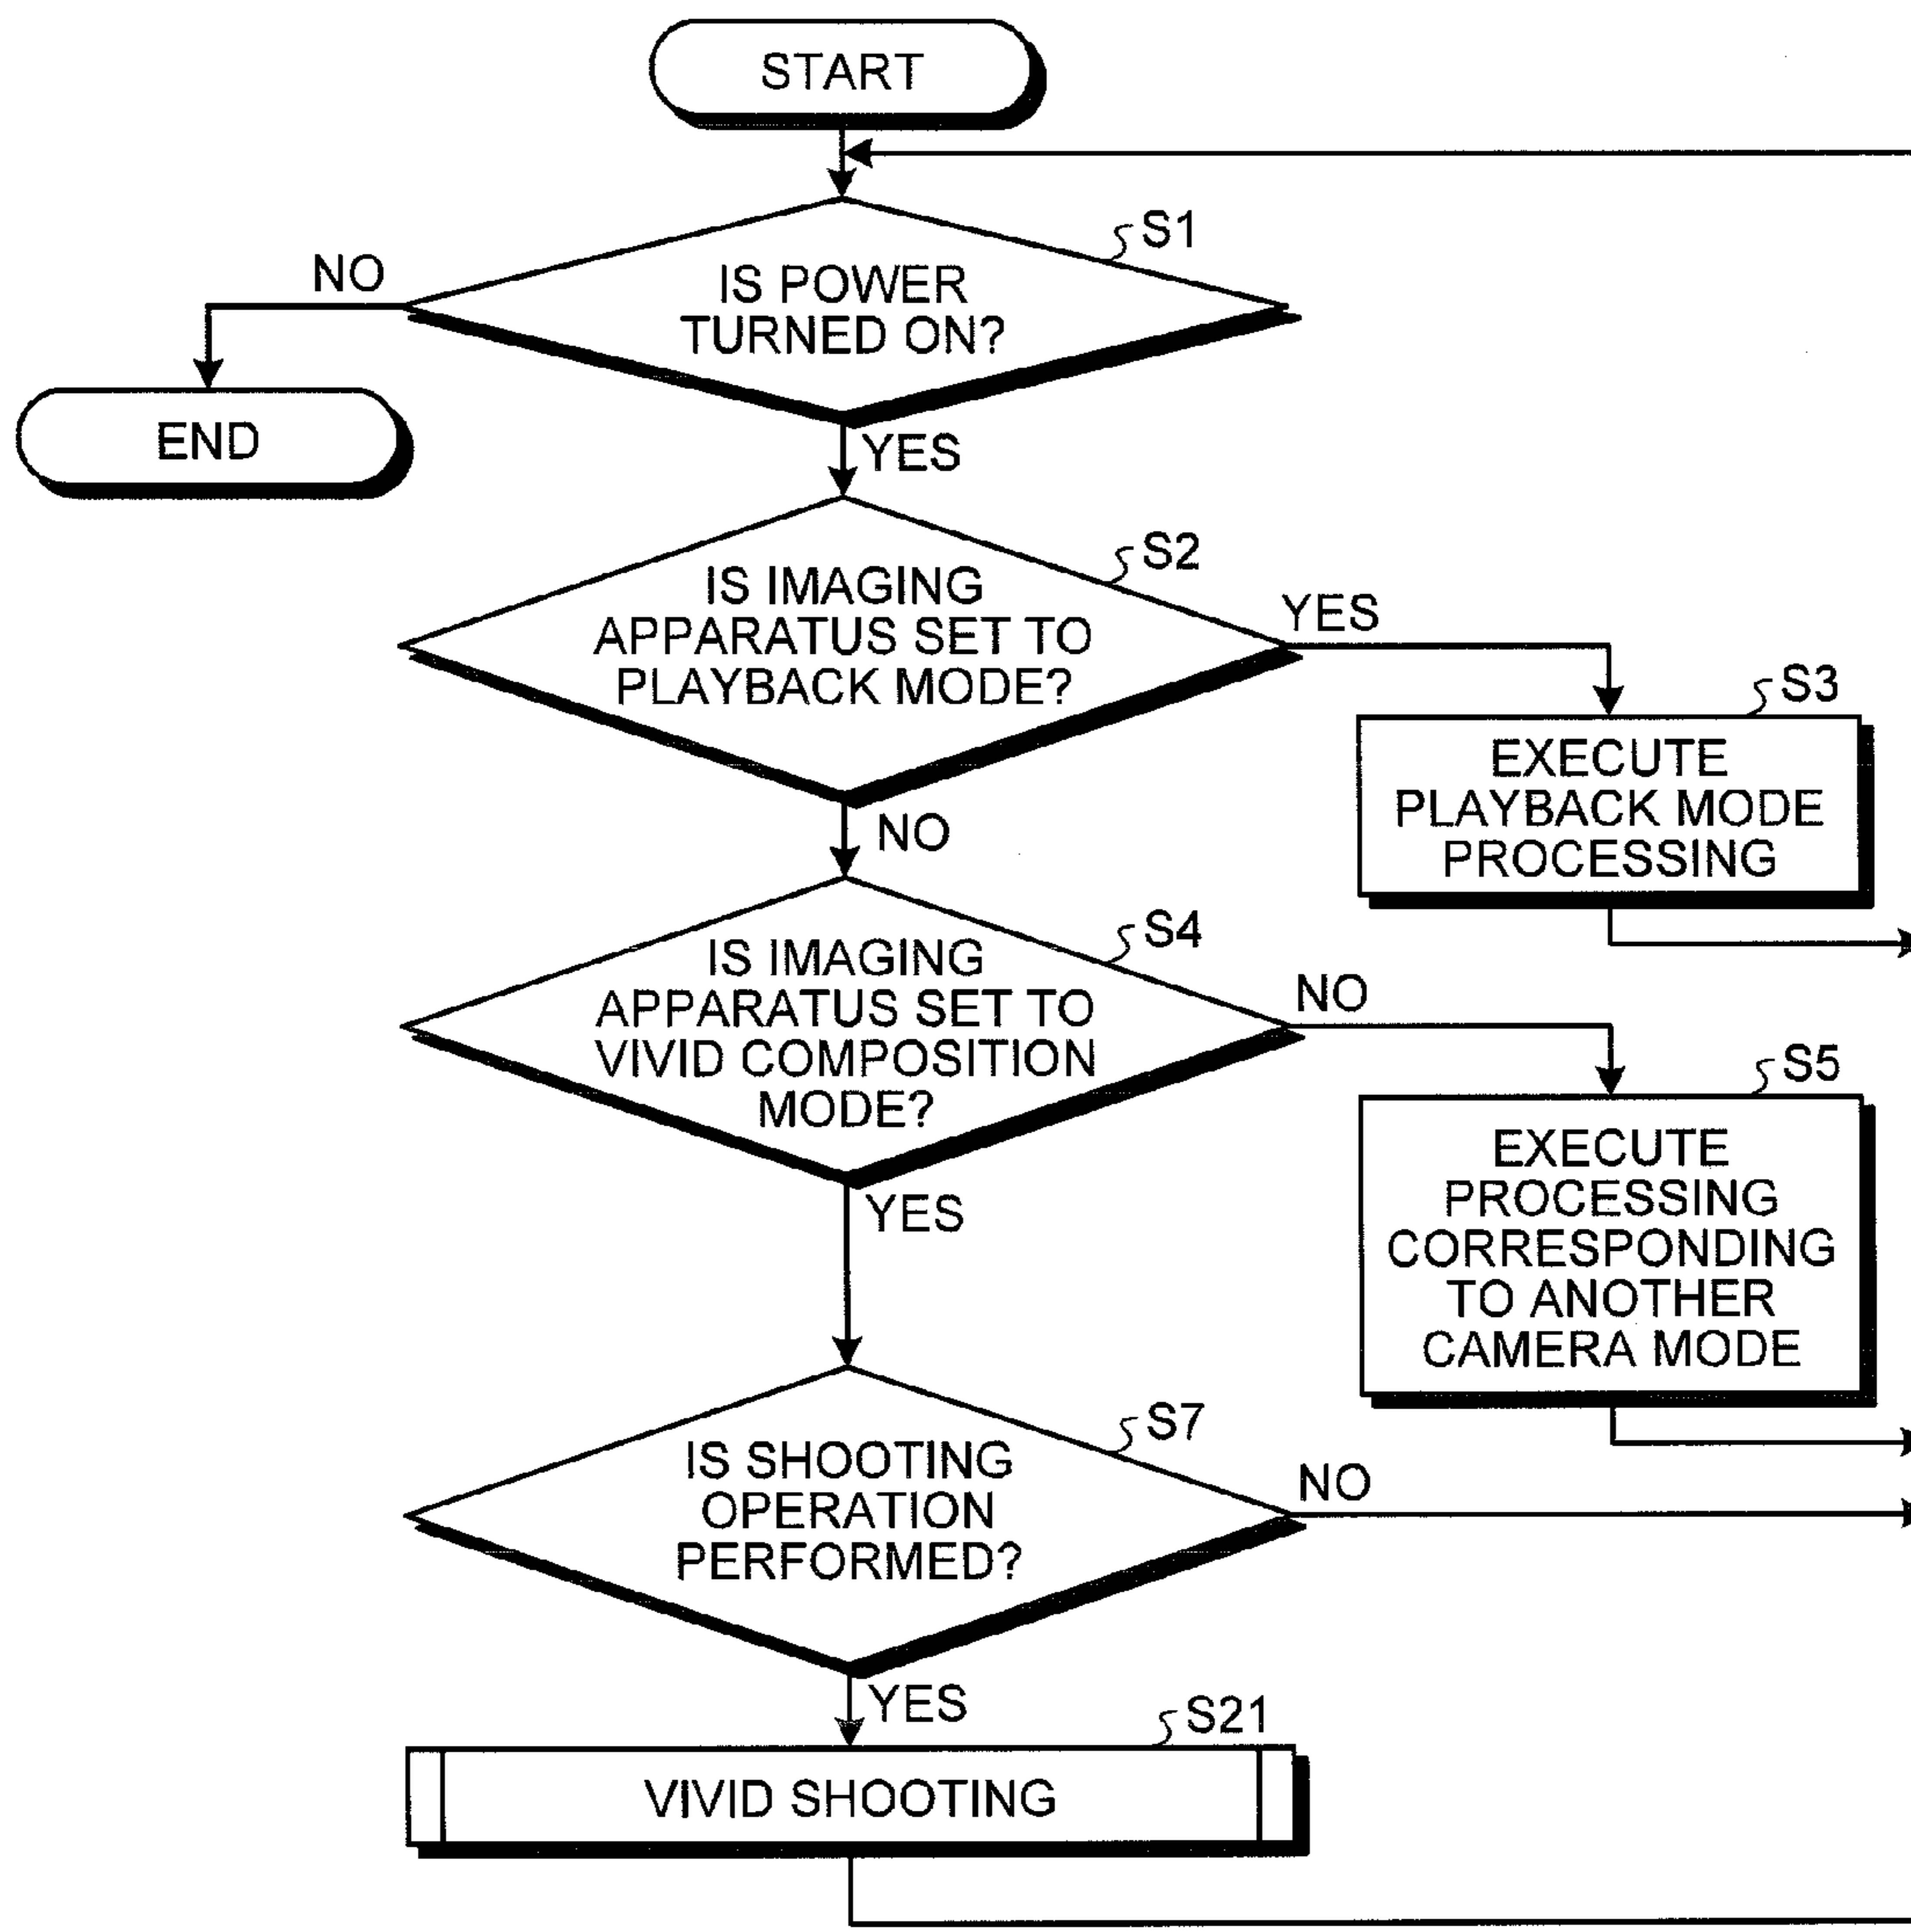 START
S1
NO
IS POWER
TURNED ON?
END
YES
S2
IS IMAGING
APPARATUS SET TO
PLAYBACK MODE?
YES
S3
EXECUTE
PLAYBACK MODE
PROCESSING
NO
S4
IS IMAGING
APPARATUS SET TO
VIVID COMPOSITION
MODE?
NO
S5
EXECUTE
PROCESSING
CORRESPONDING
TO ANOTHER
CAMERA MODE
YES
S7
IS SHOOTING
OPERATION
PERFORMED?
NO
YES
S21
VIVID SHOOTING